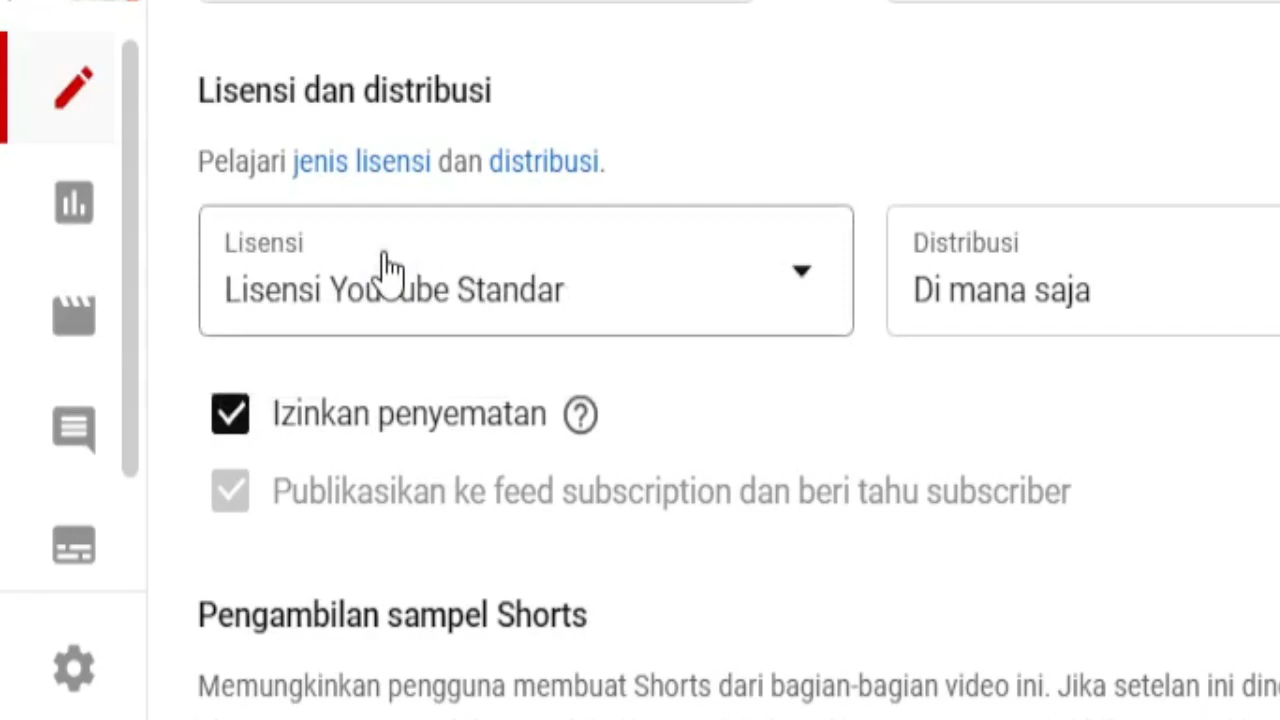 Lisensi dan distribusi
Pelajari jenis lisensi dan distribusi.
Lisensi
Lisensi YouTube Standar
Distribusi
Di mana saja
Izinkan penyematan
Publikasikan ke feed subscription dan beri tahu subscriber
Pengambilan sampel Shorts
Memungkinkan pengguna membuat Shorts dari bagian-bagian video ini. Jika setelan ini